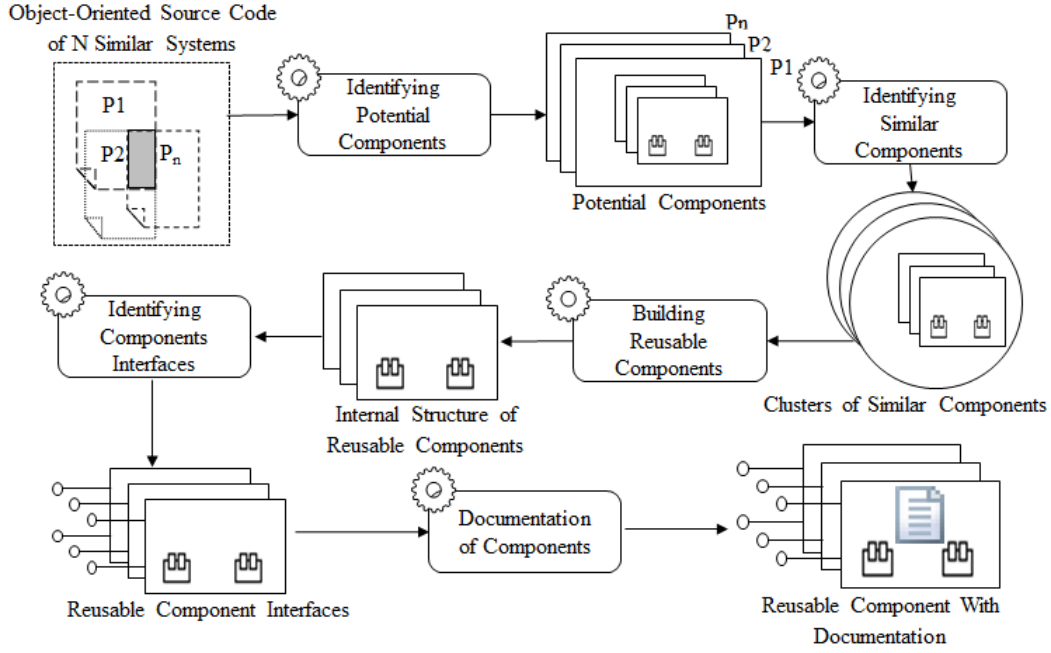 Object-Oriented Source Code
of N Similar Systems
P1
P2
Pn
Identifying
Potential
Components
Pn
P2
P1
Potential Components
Identifying
Similar
Components
Clusters of Similar Components
Building
Reusable
Components
Internal Structure of
Reusable Components
Identifying
Components
Interfaces
Reusable Component Interfaces
Documentation
of Components
Reusable Component With
Documentation